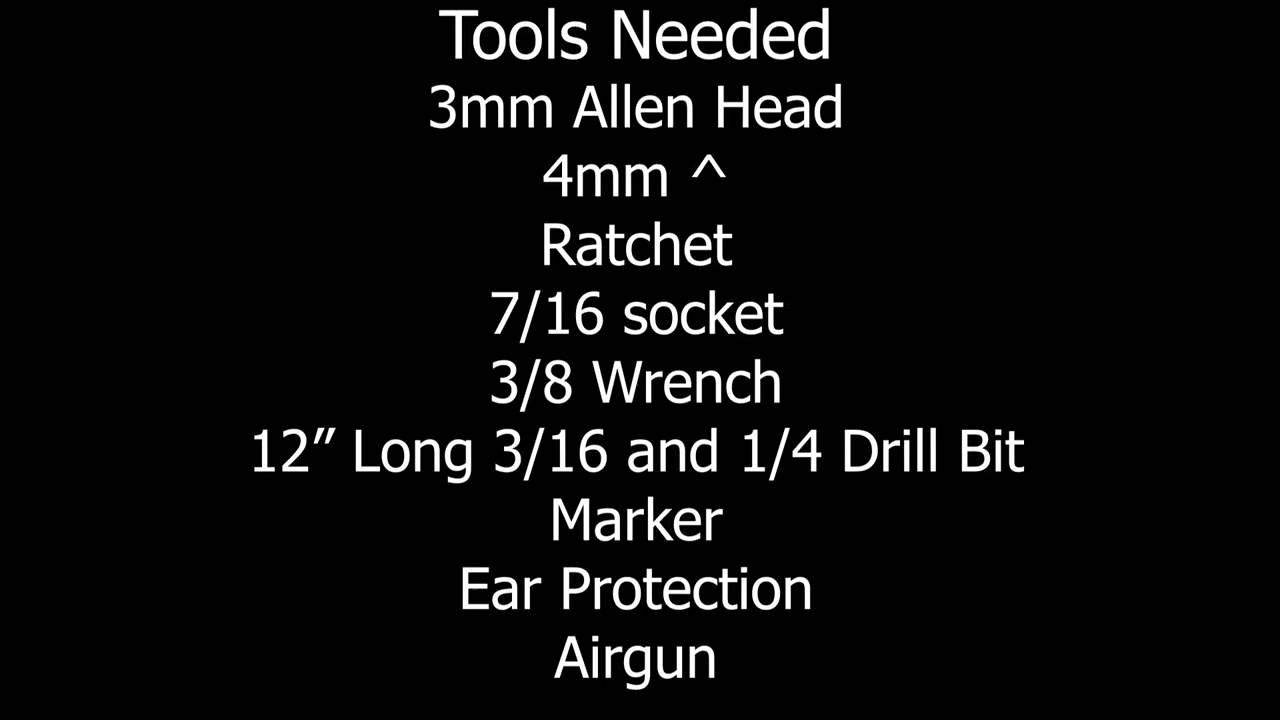 Tools Needed
3mm Allen Head
4mm ^
Ratchet
7/16 socket
3/8 Wrench
12” Long 3/16 and 1/4 Drill Bit
Marker
Ear Protection
Airgun